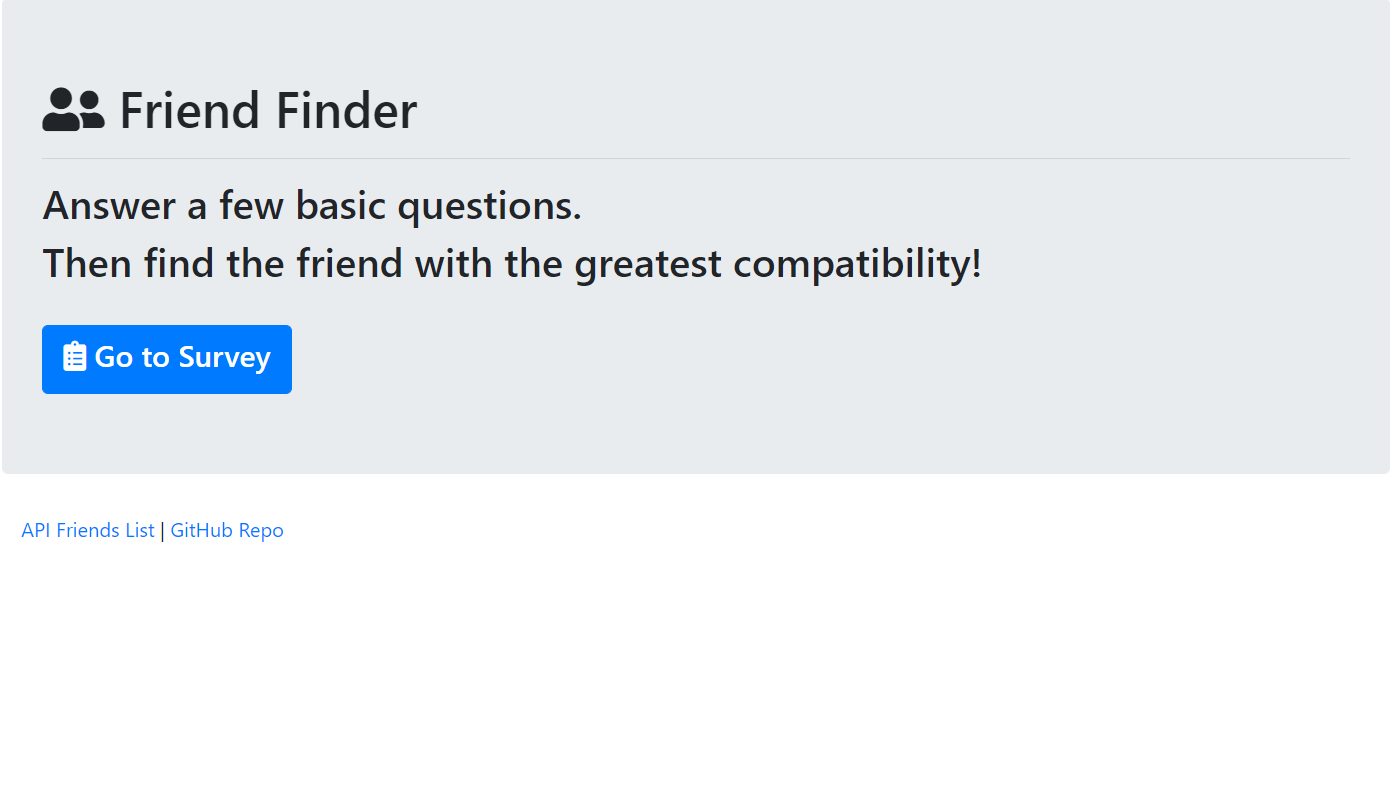 Friend Finder
Answer a few basic questions.
Then find the friend with the greatest compatibility!
Go to Survey
API Friends List | GitHub Repo